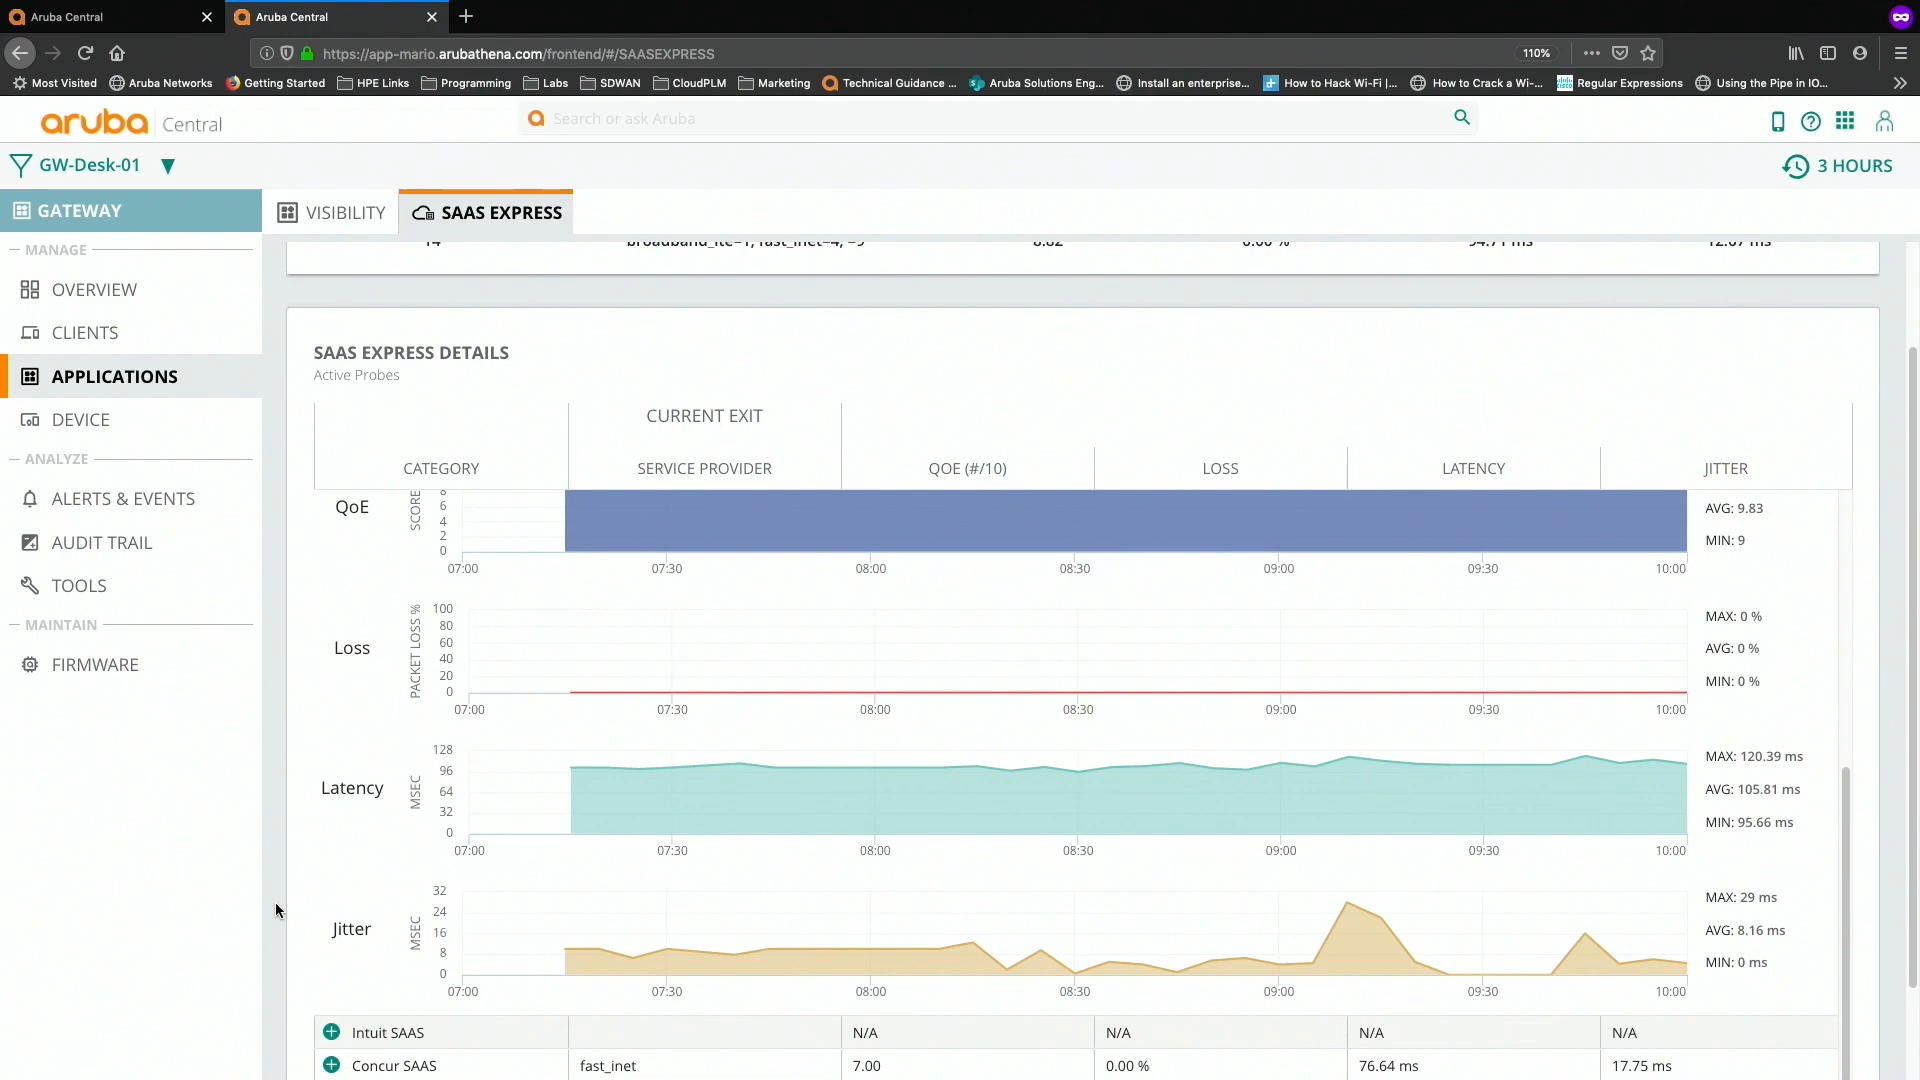 Aruba Central
Aruba Central
https://app-mario.arubathena.com/frontend/#/SAASEXPRESS
110%
Most Visited Aruba Networks Getting Started HPE Links Programming Labs SDWAN CloudPLM Marketing Technical Guidance ... Aruba Solutions Eng... Install an enterprise... How to Hack Wi-Fi |... How to Crack a Wi-... Regular Expressions Using the Pipe in IO...
aruba Central
Search or ask Aruba
GW-Desk-01
3 HOURS
GATEWAY
VISIBILITY
SAAS EXPRESS
MANAGE
OVERVIEW
CLIENTS
APPLICATIONS
DEVICE
ANALYZE
ALERTS & EVENTS
AUDIT TRAIL
TOOLS
MAINTAIN
FIRMWARE
SAAS EXPRESS DETAILS
Active Probes
CURRENT EXIT
CATEGORY SERVICE PROVIDER QOE (#/10) LOSS LATENCY JITTER
QoE
SCORE
8
6
4
2
0
07:00 07:30 08:00 08:30 09:00 09:30 10:00
AVG: 9.83
MIN: 9
Loss
PACKET LOSS %
100
80
60
40
20
0
07:00 07:30 08:00 08:30 09:00 09:30 10:00
MAX: 0 %
AVG: 0 %
MIN: 0 %
Latency
MSEC
128
96
64
32
0
07:00 07:30 08:00 08:30 09:00 09:30 10:00
MAX: 120.39 ms
AVG: 105.81 ms
MIN: 95.66 ms
Jitter
MSEC
32
24
16
8
0
07:00 07:30 08:00 08:30 09:00 09:30 10:00
MAX: 29 ms
AVG: 8.16 ms
MIN: 0 ms
Intuit SAAS N/A N/A N/A N/A
Concur SAAS fast_inet 7.00 0.00 % 76.64 ms 17.75 ms